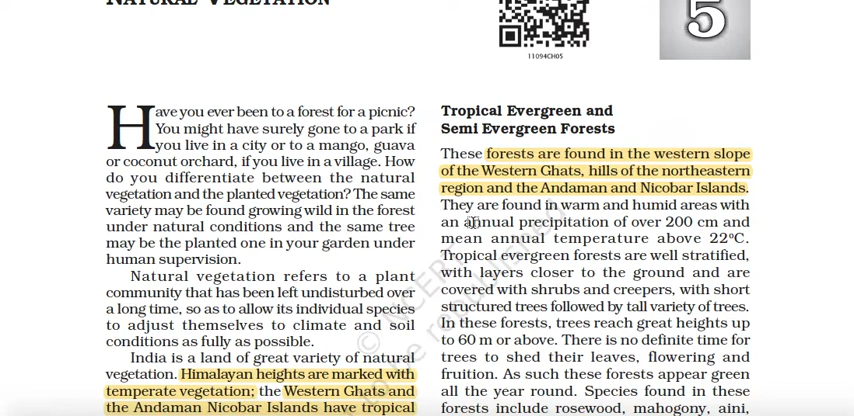 NATURAL VEGETATION
5
11094CH05
Have you ever been to a forest for a picnic?
You might have surely gone to a park if
you live in a city or to a mango, guava
or coconut orchard, if you live in a village. How
do you differentiate between the natural
vegetation and the planted vegetation? The same
variety may be found growing wild in the forest
under natural conditions and the same tree
may be the planted one in your garden under
human supervision.
Natural vegetation refers to a plant
community that has been left undisturbed over
a long time, so as to allow its individual species
to adjust themselves to climate and soil
conditions as fully as possible.
India is a land of great variety of natural
vegetation. Himalayan heights are marked with
temperate vegetation; the Western Ghats and
the Andaman Nicobar Islands have tropical
Tropical Evergreen and
Semi Evergreen Forests
These forests are found in the western slope
of the Western Ghats, hills of the northeastern
region and the Andaman and Nicobar Islands.
They are found in warm and humid areas with
an annual precipitation of over 200 cm and
mean annual temperature above 22°C.
Tropical evergreen forests are well stratified,
with layers closer to the ground and are
covered with shrubs and creepers, with short
structured trees followed by tall variety of trees.
In these forests, trees reach great heights up
to 60 m or above. There is no definite time for
trees to shed their leaves, flowering and
fruition. As such these forests appear green
all the year round. Species found in these
forests include rosewood, mahogony, aini,
© NCERT
to be republished